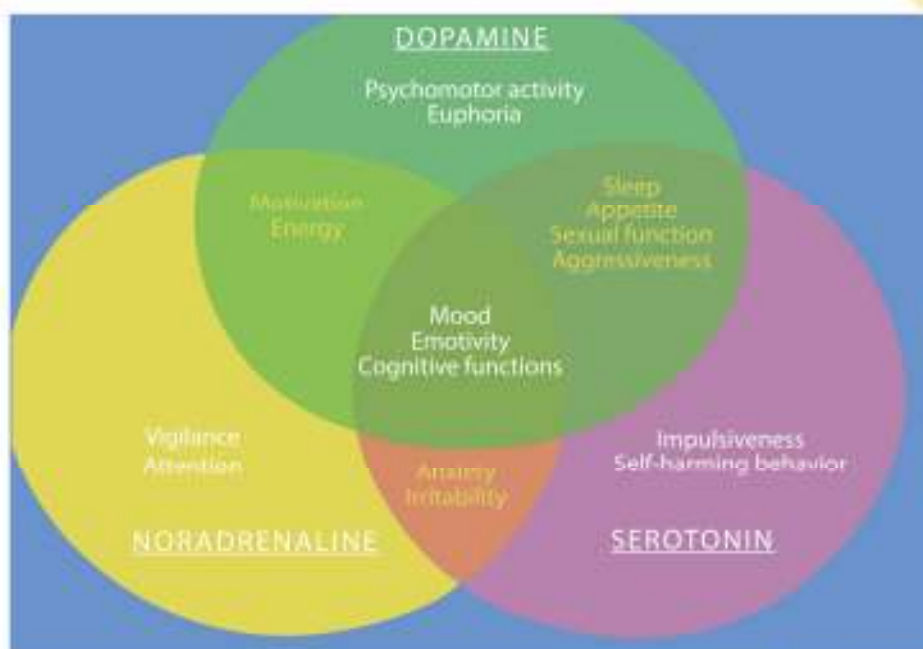 DOPAMINE
Psychomotor activity
Euphoria
Motivation
Energy
Sleep
Appetite
Sexual function
Aggressiveness
Mood
Emotivity
Cognitive functions
Vigilance
Attention
Anxiety
Irritability
Impulsiveness
Self-harming behavior
NORADRENALINE
SEROTONIN